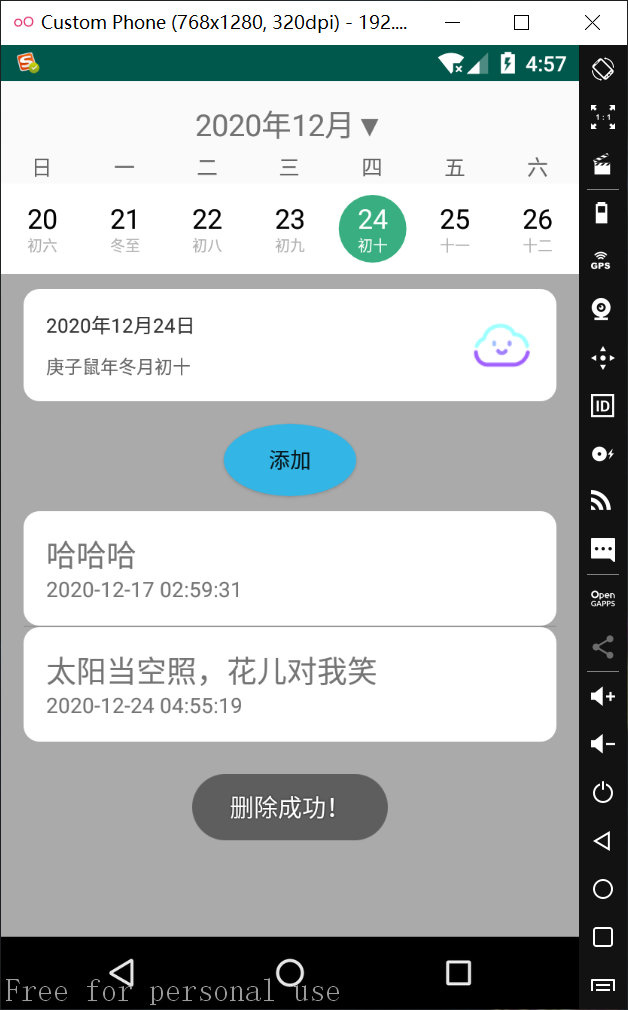 Custom Phone (768x1280, 320dpi) - 192....
4:57
2020年12月▼
日 一 二 三 四 五 六
20 21 22 23 24 25 26
初六 冬至 初八 初九 初十 十一 十二
2020年12月24日
庚子鼠年冬月初十
添加
哈哈哈
2020-12-17 02:59:31
太阳当空照，花儿对我笑
2020-12-24 04:55:19
删除成功！
1:1
GPS
ID
Open
GAPPS
Free for personal use